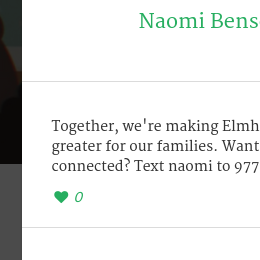 Naomi Bens
Together, we're making Elmh
greater for our families. Want
connected? Text naomi to 977
0